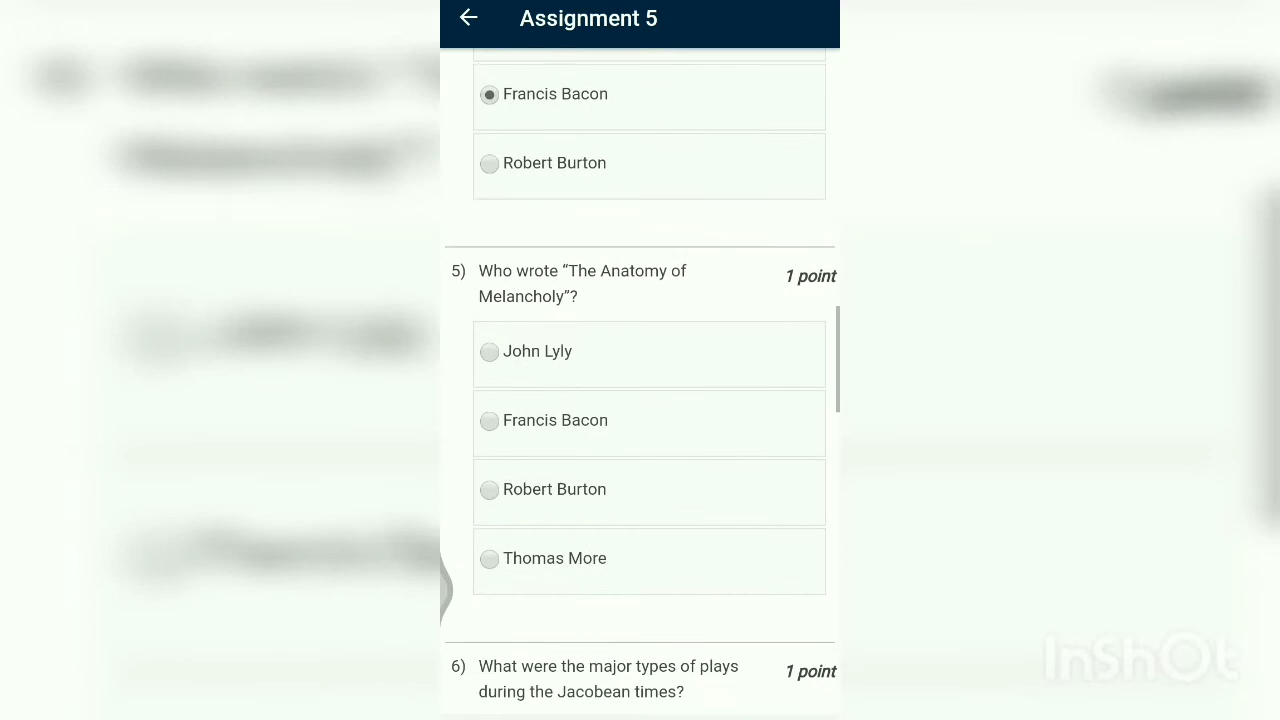 Assignment 5
Francis Bacon
Robert Burton
5) Who wrote “The Anatomy of
Melancholy”?
1 point
John Lyly
Francis Bacon
Robert Burton
Thomas More
6) What were the major types of plays
during the Jacobean times?
1 point
InShOt